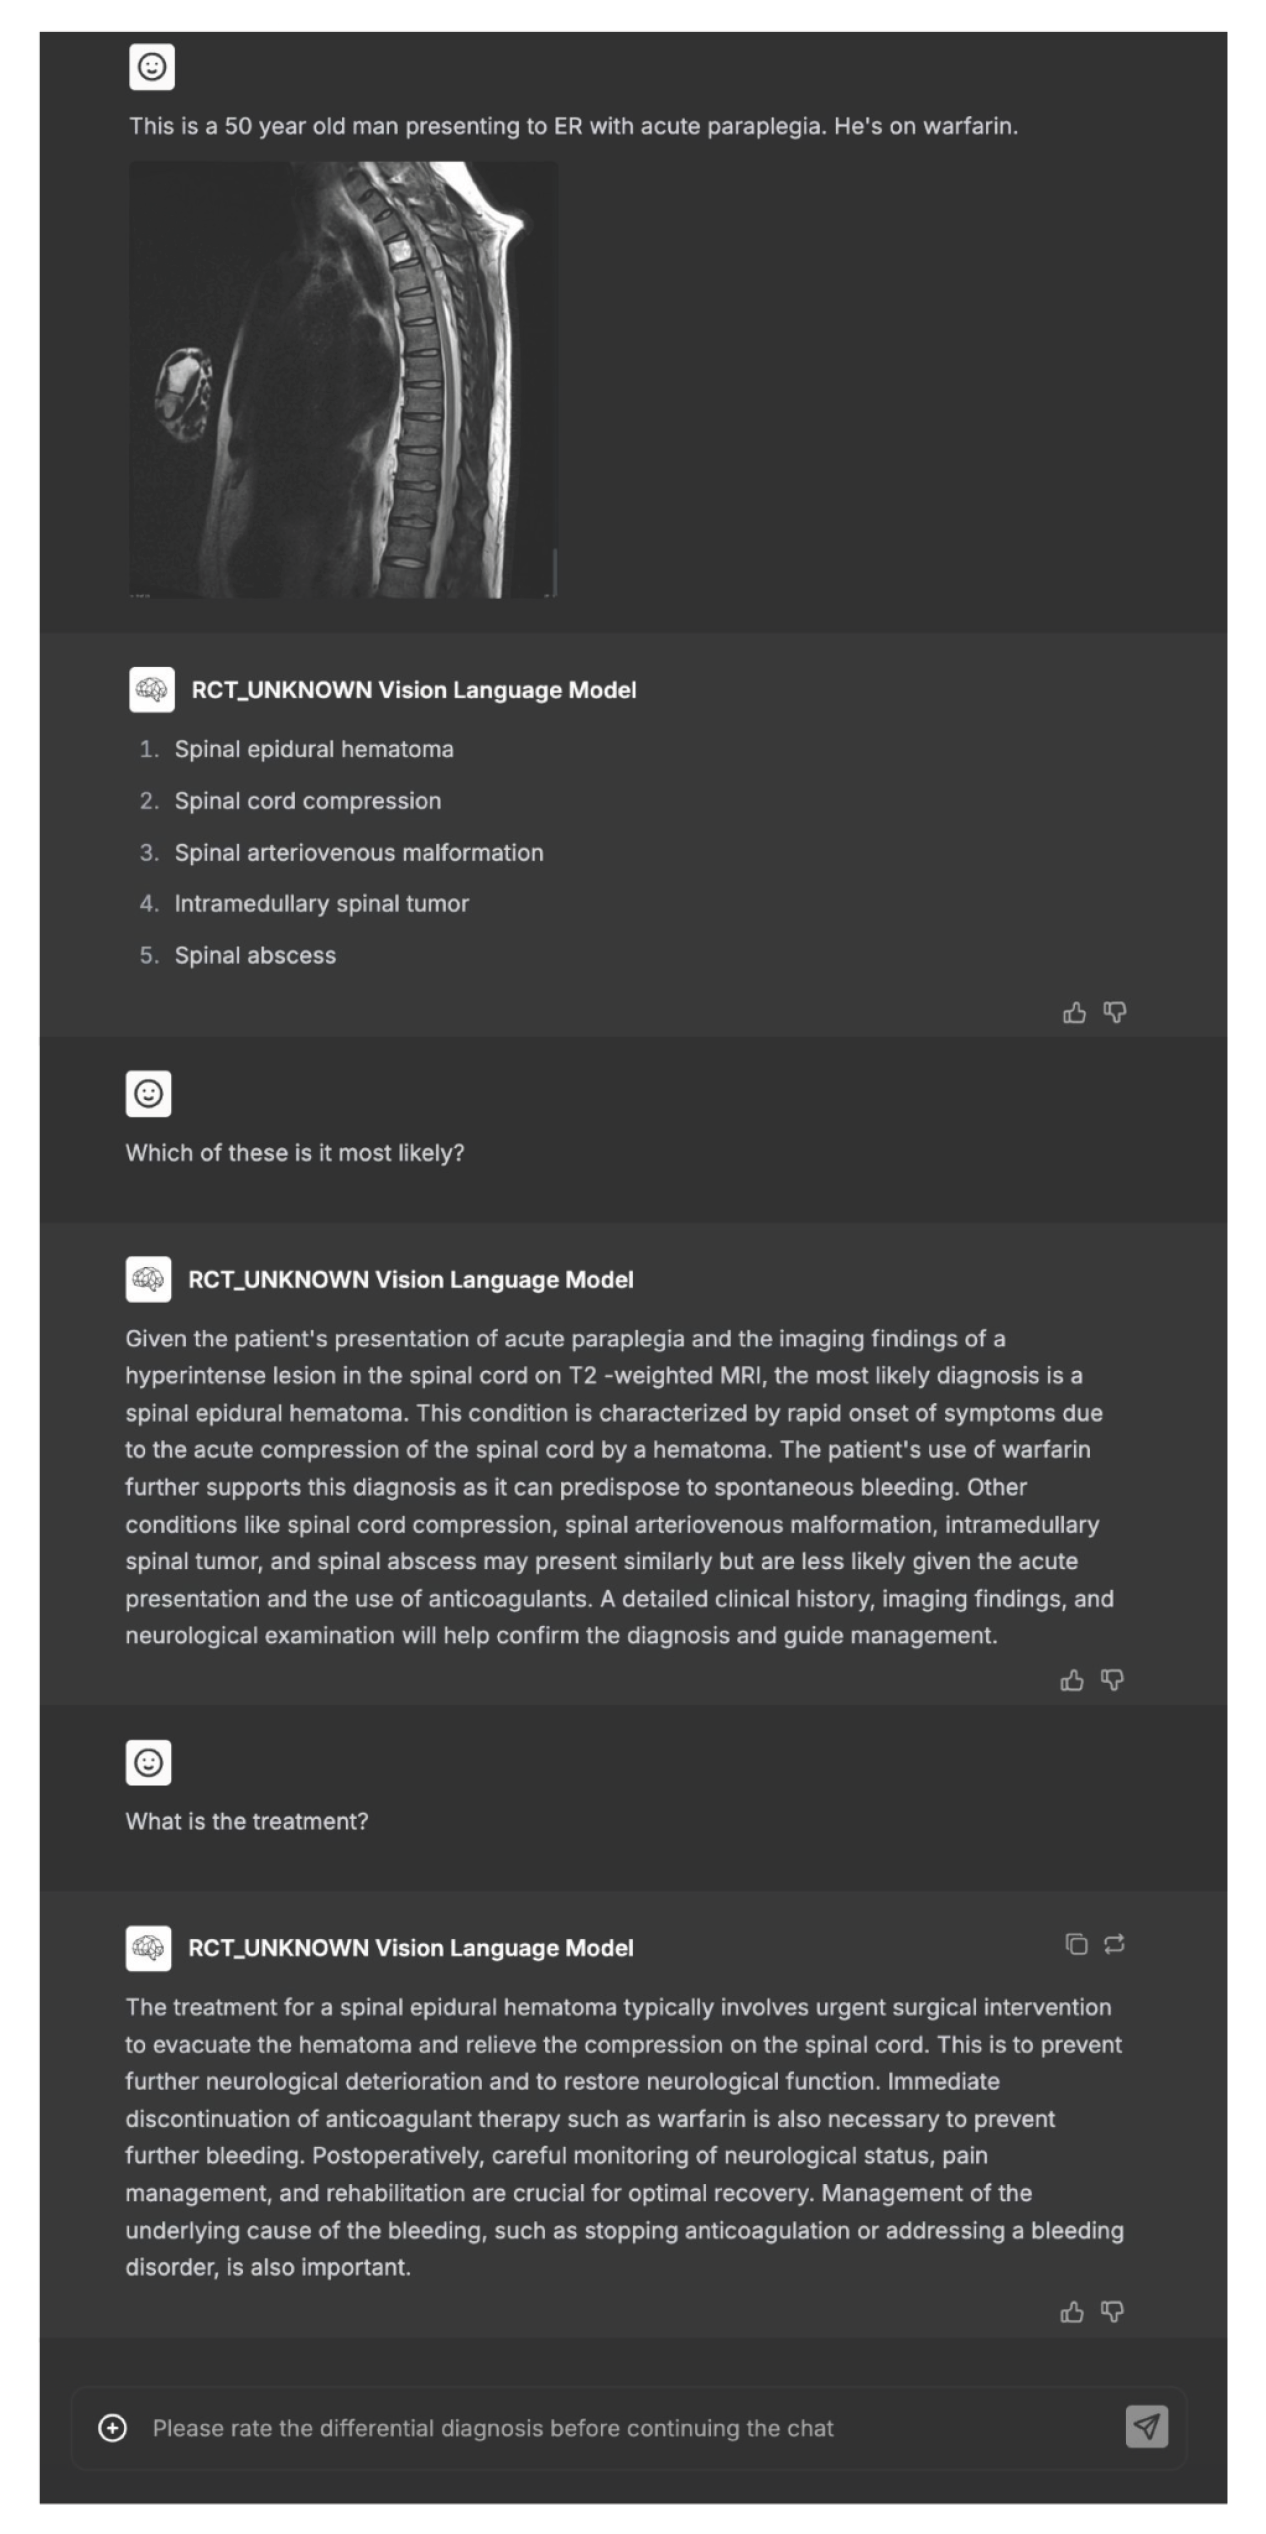 This is a 50 year old man presenting to ER with acute paraplegia. He's on warfarin.
RCT_UNKNOWN Vision Language Model
1. Spinal epidural hematoma
2. Spinal cord compression
3. Spinal arteriovenous malformation
4. Intramedullary spinal tumor
5. Spinal abscess
Which of these is it most likely?
RCT_UNKNOWN Vision Language Model
Given the patient's presentation of acute paraplegia and the imaging findings of a
hyperintense lesion in the spinal cord on T2 -weighted MRI, the most likely diagnosis is a
spinal epidural hematoma. This condition is characterized by rapid onset of symptoms due
to the acute compression of the spinal cord by a hematoma. The patient's use of warfarin
further supports this diagnosis as it can predispose to spontaneous bleeding. Other
conditions like spinal cord compression, spinal arteriovenous malformation, intramedullary
spinal tumor, and spinal abscess may present similarly but are less likely given the acute
presentation and the use of anticoagulants. A detailed clinical history, imaging findings, and
neurological examination will help confirm the diagnosis and guide management.
What is the treatment?
RCT_UNKNOWN Vision Language Model
The treatment for a spinal epidural hematoma typically involves urgent surgical intervention
to evacuate the hematoma and relieve the compression on the spinal cord. This is to prevent
further neurological deterioration and to restore neurological function. Immediate
discontinuation of anticoagulant therapy such as warfarin is also necessary to prevent
further bleeding. Postoperatively, careful monitoring of neurological status, pain
management, and rehabilitation are crucial for optimal recovery. Management of the
underlying cause of the bleeding, such as stopping anticoagulation or addressing a bleeding
disorder, is also important.
Please rate the differential diagnosis before continuing the chat